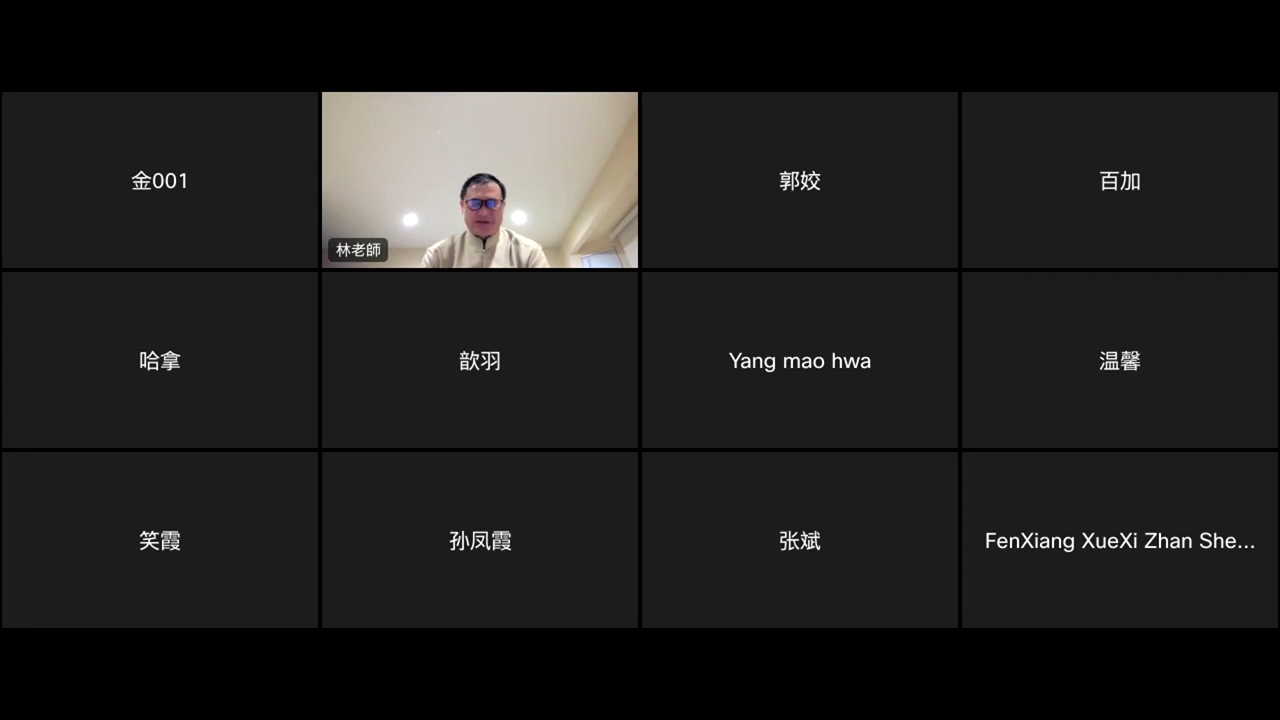 金001
林老師
郭姣
百加
哈拿
歆羽
Yang mao hwa
温馨
笑霞
孙凤霞
张斌
FenXiang XueXi Zhan She...